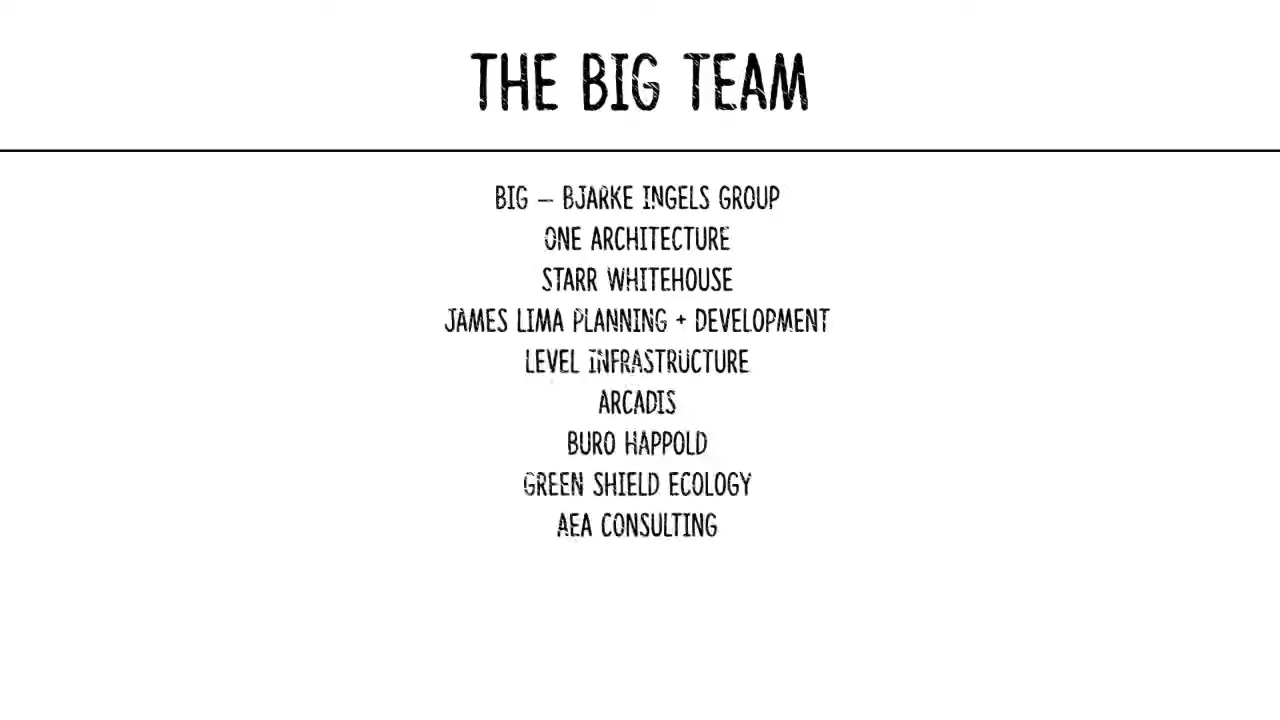 THE BIG TEAM
BIG – BJARKE INGELS GROUP
ONE ARCHITECTURE
STARR WHITEHOUSE
JAMES LIMA PLANNING + DEVELOPMENT
LEVEL INFRASTRUCTURE
ARCADIS
BURO HAPPOLD
GREEN SHIELD ECOLOGY
AEA CONSULTING